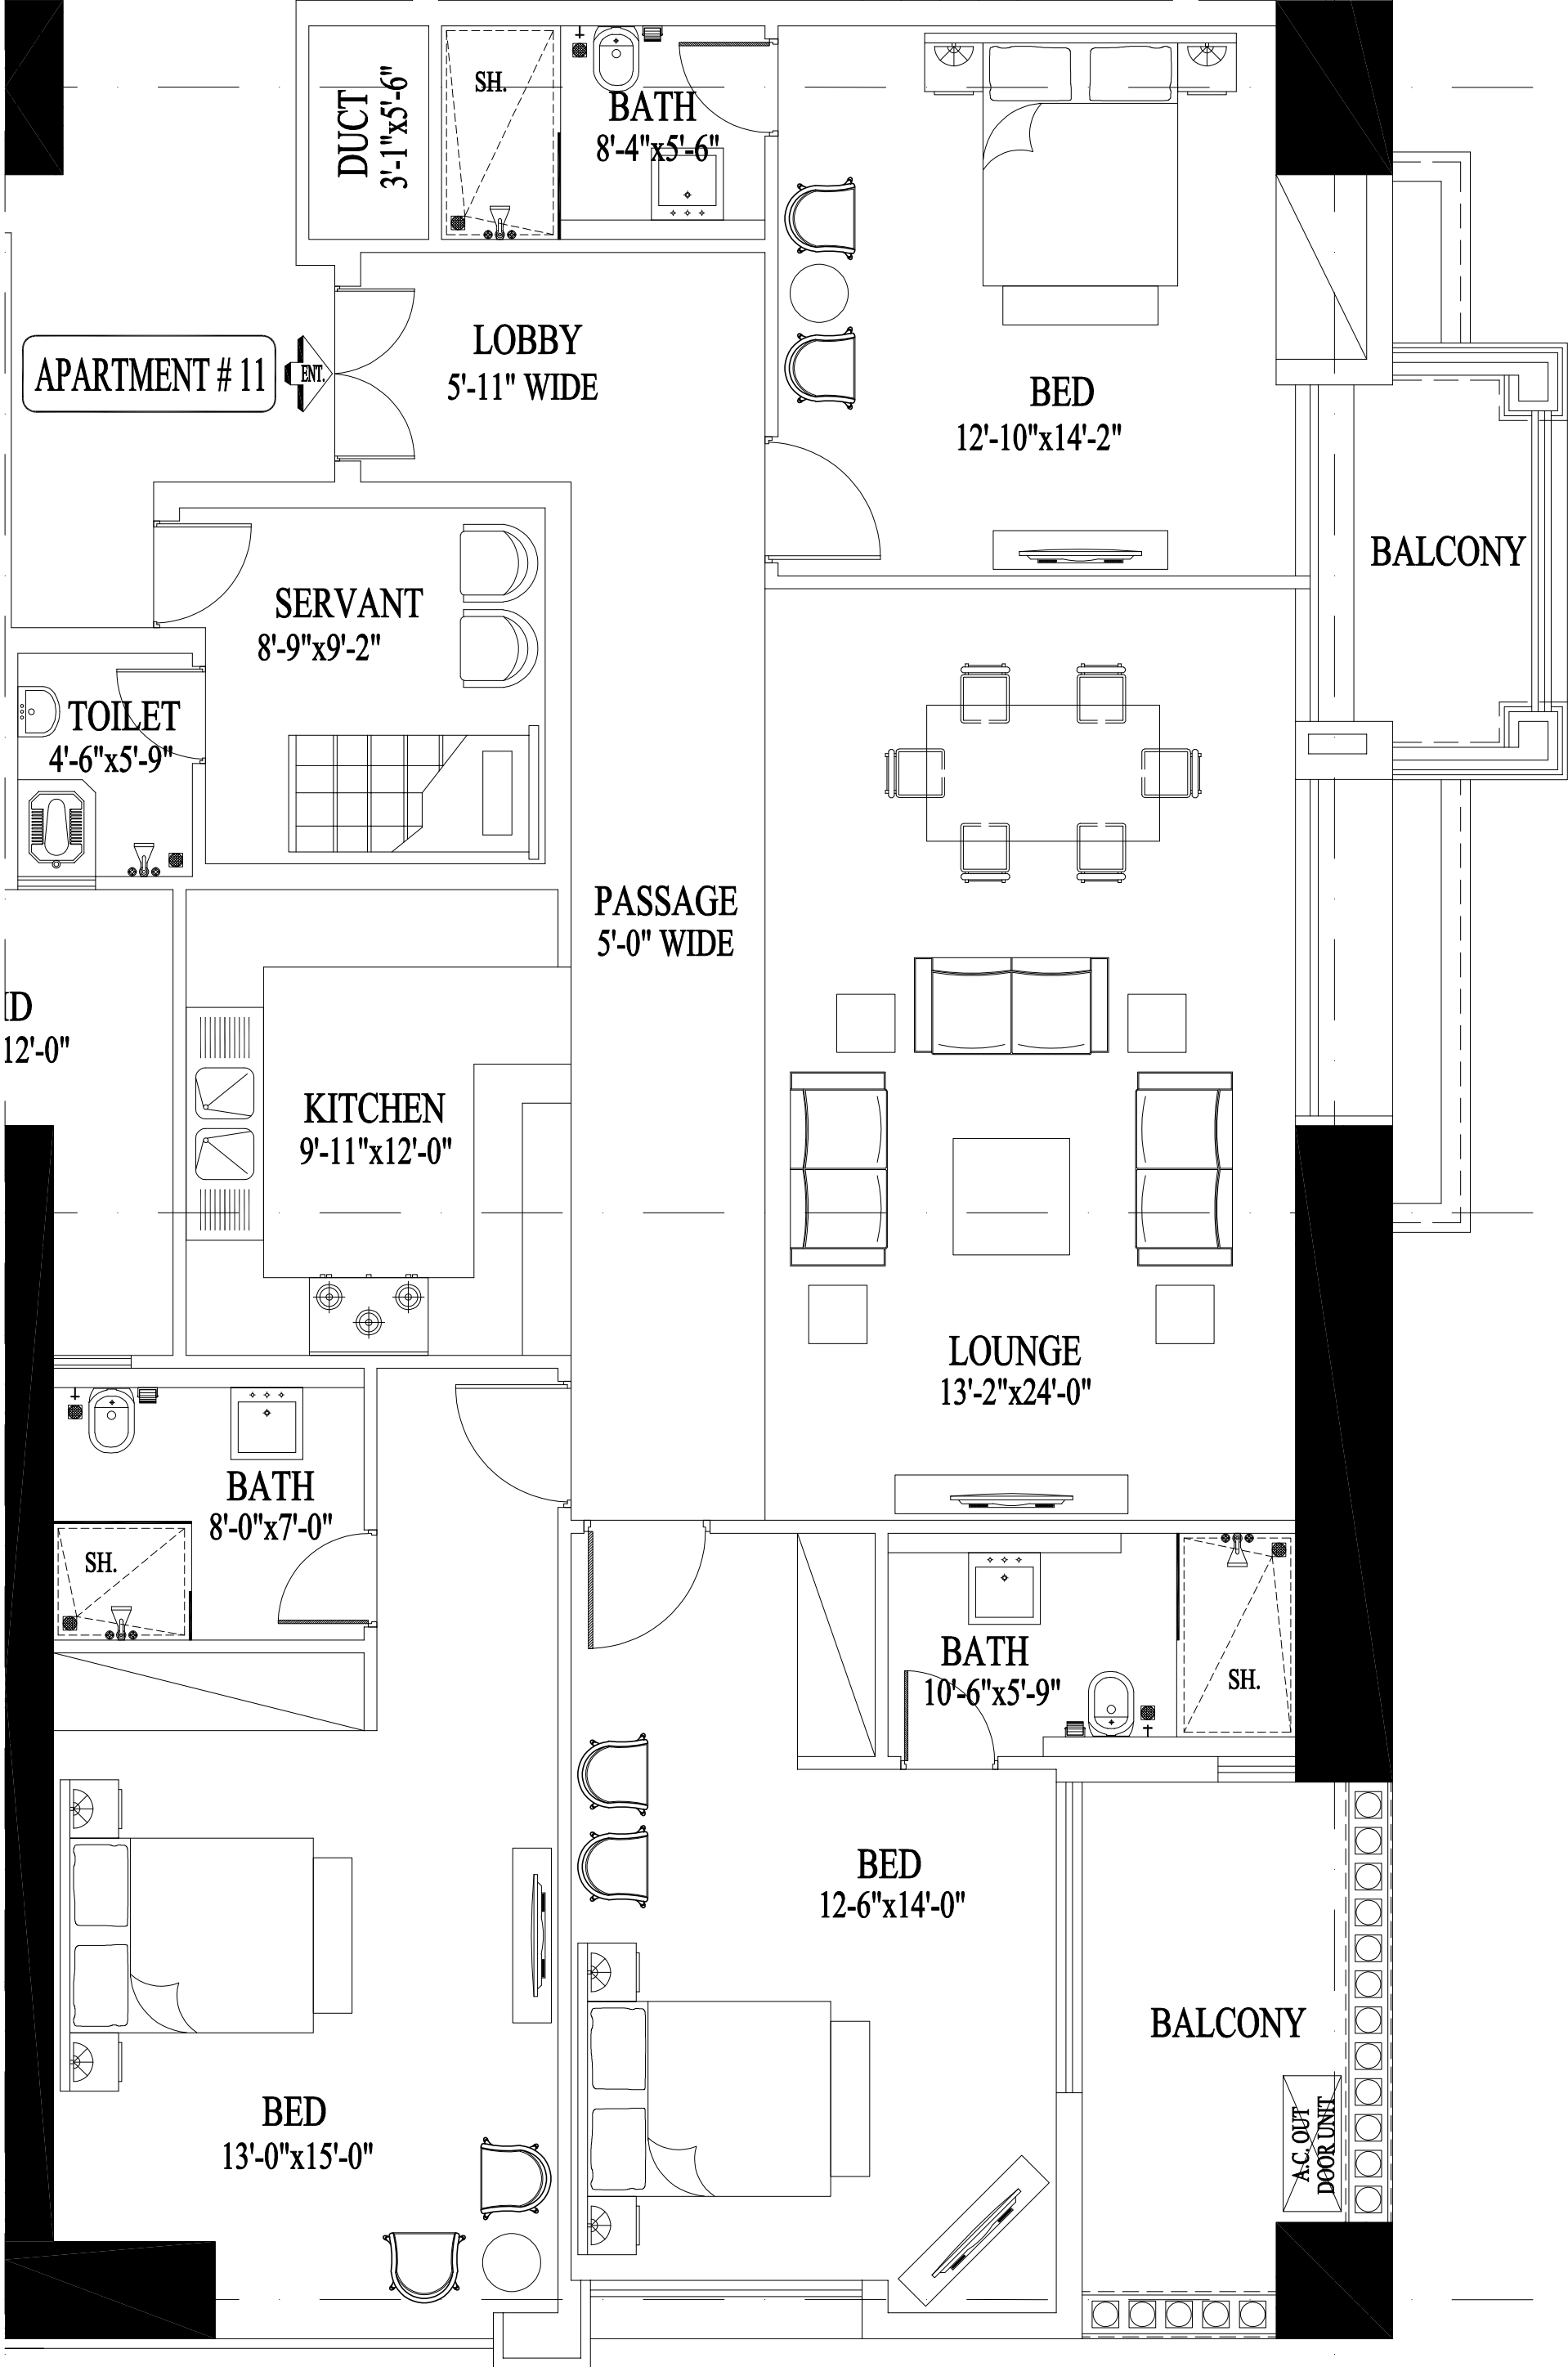 DUCT
3'-1"x5'-6"
SH.
BATH
8'-4"x5'-6"
APARTMENT # 11
ENT.
LOBBY
5'-11" WIDE
BED
12'-10"x14'-2"
BALCONY
SERVANT
8'-9"x9'-2"
TOILET
4'-6"x5'-9"
PASSAGE
5'-0" WIDE
12'-0"
KITCHEN
9'-11"x12'-0"
LOUNGE
13'-2"x24'-0"
BATH
8'-0"x7'-0"
SH.
BATH
10'-6"x5'-9"
SH.
BED
12-6"x14'-0"
BALCONY
A.C. OUT
DOOR UNIT
BED
13'-0"x15'-0"